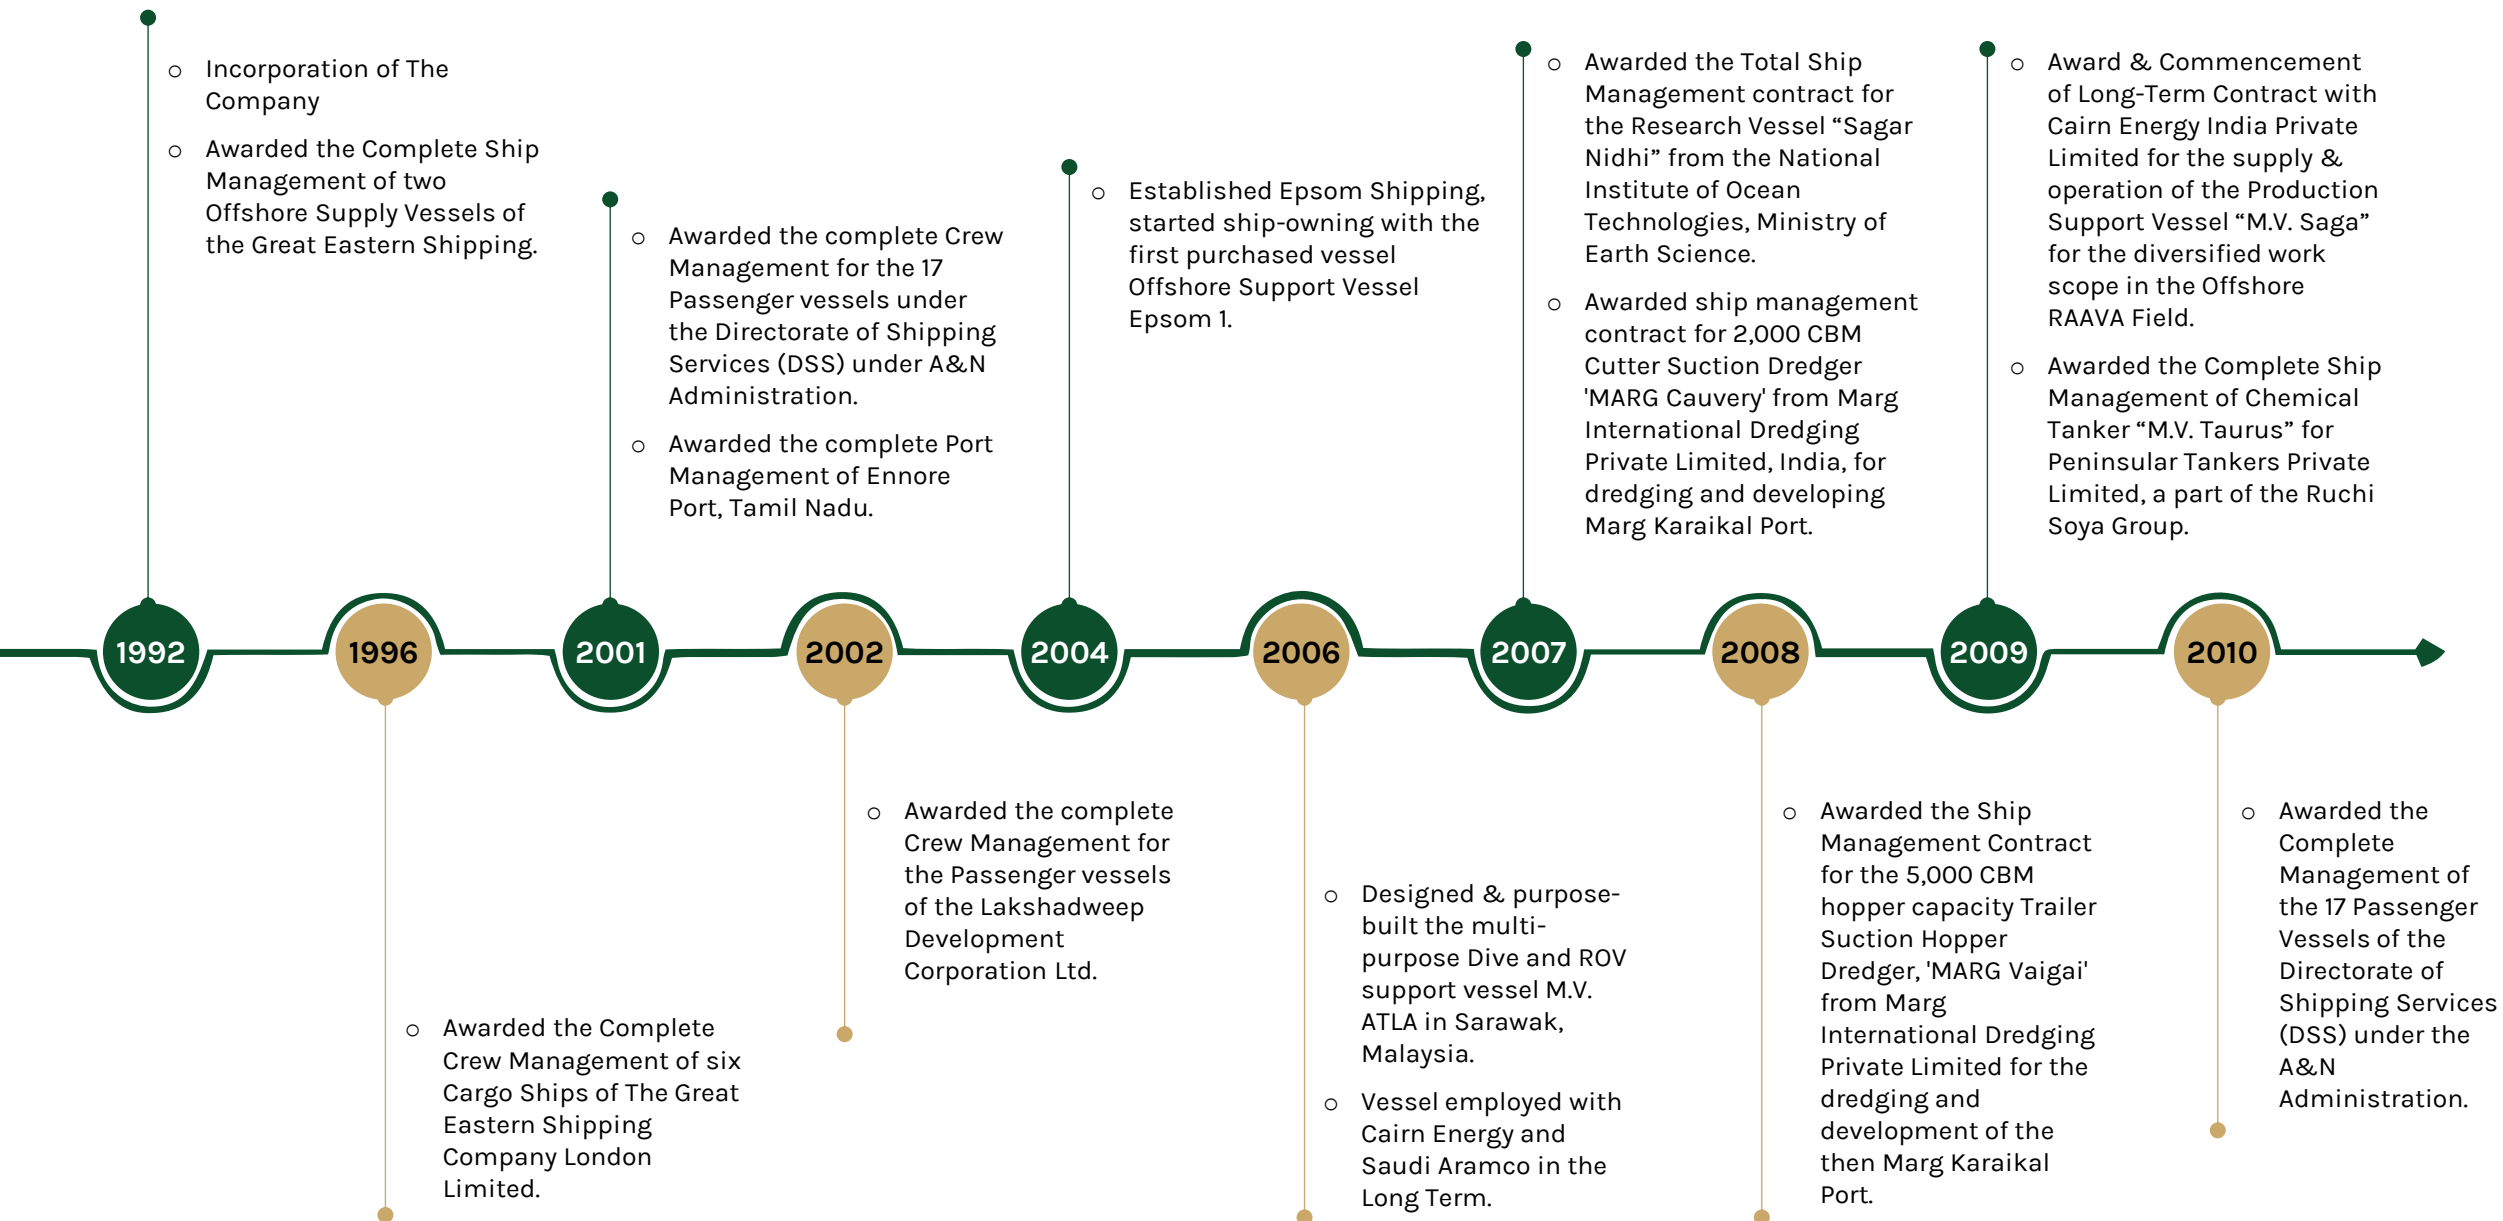 Incorporation of The
Company
Awarded the Complete Ship
Management of two
Offshore Supply Vessels of
the Great Eastern Shipping.
Awarded the complete Crew
Management for the 17
Passenger vessels under
the Directorate of Shipping
Services (DSS) under A&N
Administration.
Awarded the complete Port
Management of Ennore
Port, Tamil Nadu.
Established Epsom Shipping,
started ship-owning with the
first purchased vessel
Offshore Support Vessel
Epsom 1.
Awarded the Total Ship
Management contract for
the Research Vessel “Sagar
Nidhi” from the National
Institute of Ocean
Technologies, Ministry of
Earth Science.
Awarded ship management
contract for 2,000 CBM
Cutter Suction Dredger
'MARG Cauvery' from Marg
International Dredging
Private Limited, India, for
dredging and developing
Marg Karaikal Port.
Award & Commencement
of Long-Term Contract with
Cairn Energy India Private
Limited for the supply &
operation of the Production
Support Vessel “M.V. Saga”
for the diversified work
scope in the Offshore
RAAVA Field.
Awarded the Complete Ship
Management of Chemical
Tanker “M.V. Taurus” for
Peninsular Tankers Private
Limited, a part of the Ruchi
Soya Group.
1992
1996
2001
2002
2004
2006
2007
2008
2009
2010
Awarded the Complete
Crew Management of six
Cargo Ships of The Great
Eastern Shipping
Company London
Limited.
Awarded the complete
Crew Management for
the Passenger vessels
of the Lakshadweep
Development
Corporation Ltd.
Designed & purpose-
built the multi-
purpose Dive and ROV
support vessel M.V.
ATLA in Sarawak,
Malaysia.
Vessel employed with
Cairn Energy and
Saudi Aramco in the
Long Term.
Awarded the Ship
Management Contract
for the 5,000 CBM
hopper capacity Trailer
Suction Hopper
Dredger, 'MARG Vaigai'
from Marg
International Dredging
Private Limited for the
dredging and
development of the
then Marg Karaikal
Port.
Awarded the
Complete
Management of
the 17 Passenger
Vessels of the
Directorate of
Shipping Services
(DSS) under the
A&N
Administration.